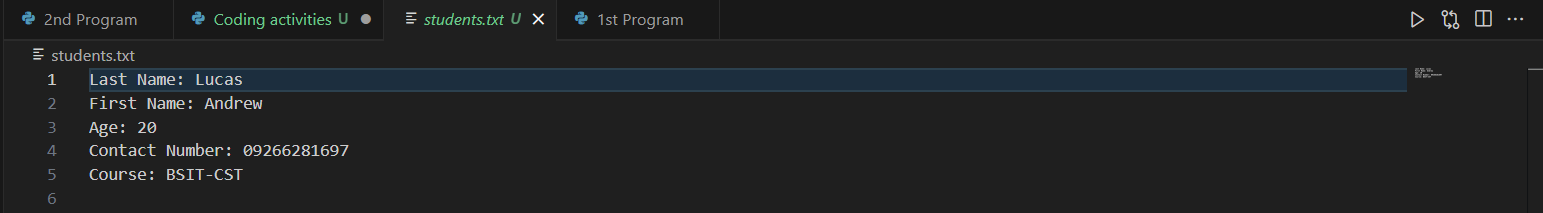 2nd Program
Coding activities U
students.txt U
1st Program
students.txt
1 Last Name: Lucas
2 First Name: Andrew
3 Age: 20
4 Contact Number: 09266281697
5 Course: BSIT-CST
6